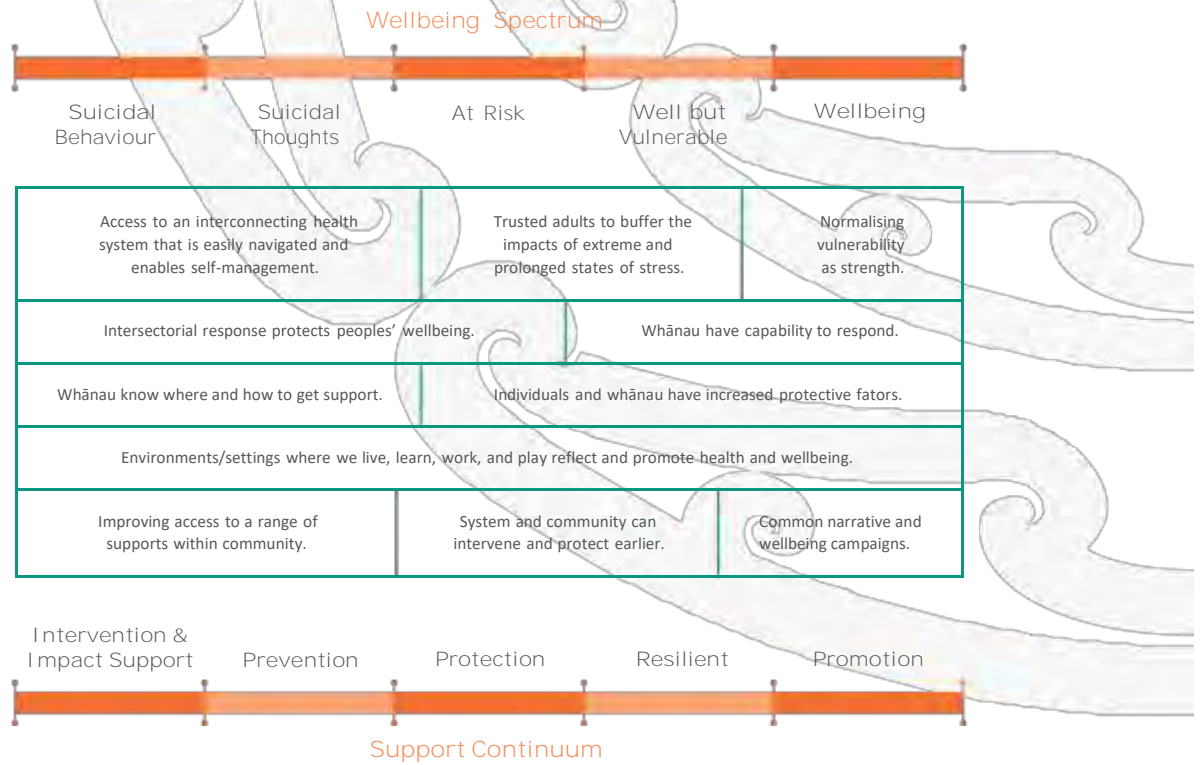 Wellbeing Spectrum
Suicidal
Behaviour
Suicidal
Thoughts
At Risk
Well but
Vulnerable
Wellbeing
Access to an interconnecting health
system that is easily navigated and
enables self-management.
Trusted adults to buffer the
impacts of extreme and
prolonged states of stress.
Normalising
vulnerability
as strength.
Intersectorial response protects peoples’ wellbeing.
Whānau have capability to respond.
Whānau know where and how to get support.
Individuals and whānau have increased protective fators.
Environments/settings where we live, learn, work, and play reflect and promote health and wellbeing.
Improving access to a range of
supports within community.
System and community can
intervene and protect earlier.
Common narrative and
wellbeing campaigns.
Intervention &
Impact Support
Prevention
Protection
Resilient
Promotion
Support Continuum